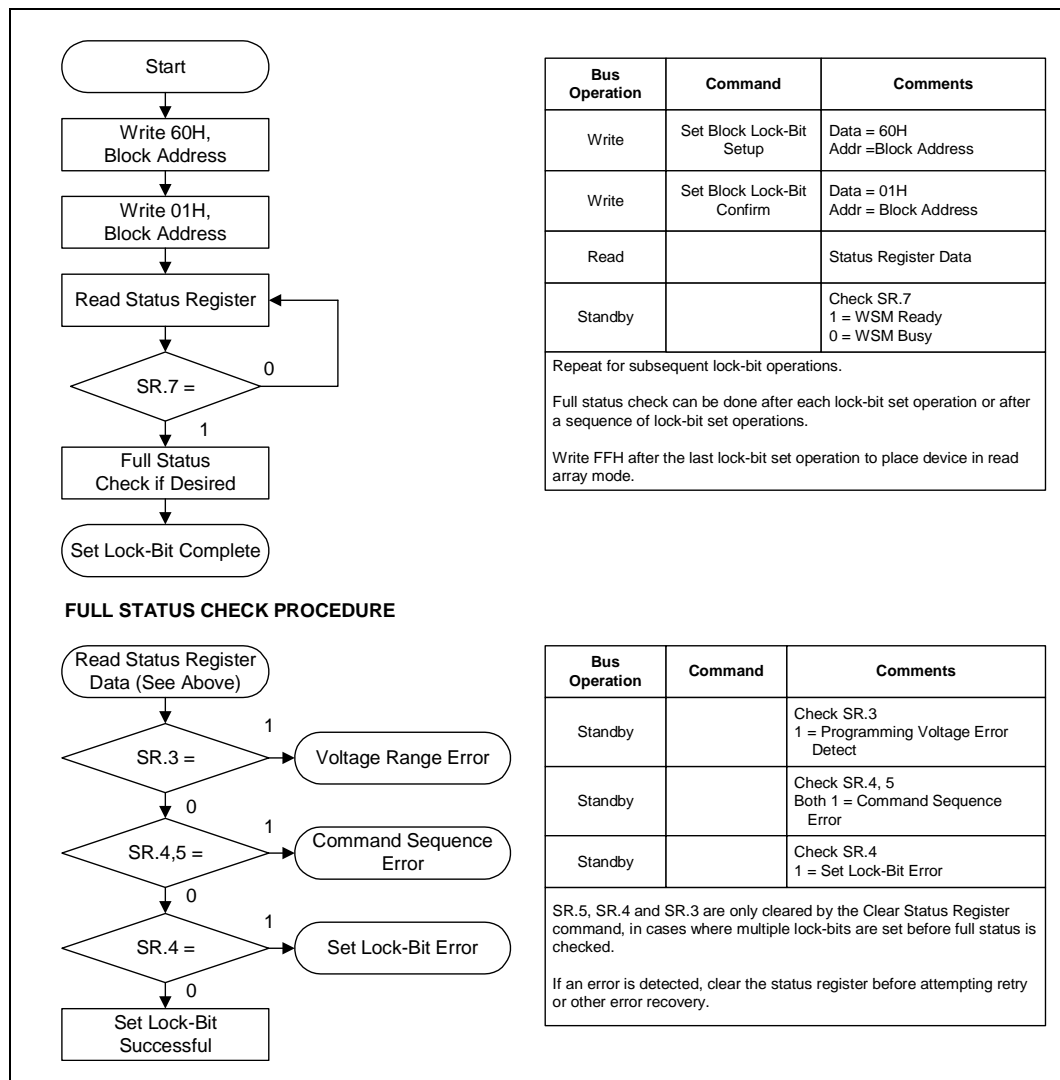 Start
Write 60H,
Block Address
Write 01H,
Block Address
Read Status Register
0
SR.7 =
1
Full Status
Check if Desired
Set Lock-Bit Complete
Bus
Operation
Command
Comments
Write
Set Block Lock-Bit
Setup
Data = 60H
Addr =Block Address
Write
Set Block Lock-Bit
Confirm
Data = 01H
Addr = Block Address
Read
Status Register Data
Standby
Check SR.7
1 = WSM Ready
0 = WSM Busy
Repeat for subsequent lock-bit operations.
Full status check can be done after each lock-bit set operation or after
a sequence of lock-bit set operations.
Write FFH after the last lock-bit set operation to place device in read
array mode.
FULL STATUS CHECK PROCEDURE
Read Status Register
Data (See Above)
1
SR.3 =
Voltage Range Error
0
1
SR.4,5 =
Command Sequence
Error
0
1
SR.4 =
Set Lock-Bit Error
0
Set Lock-Bit
Successful
Bus
Operation
Command
Comments
Standby
Check SR.3
1 = Programming Voltage Error
Detect
Standby
Check SR.4, 5
Both 1 = Command Sequence
Error
Standby
Check SR.4
1 = Set Lock-Bit Error
SR.5, SR.4 and SR.3 are only cleared by the Clear Status Register
command, in cases where multiple lock-bits are set before full status is
checked.
If an error is detected, clear the status register before attempting retry
or other error recovery.